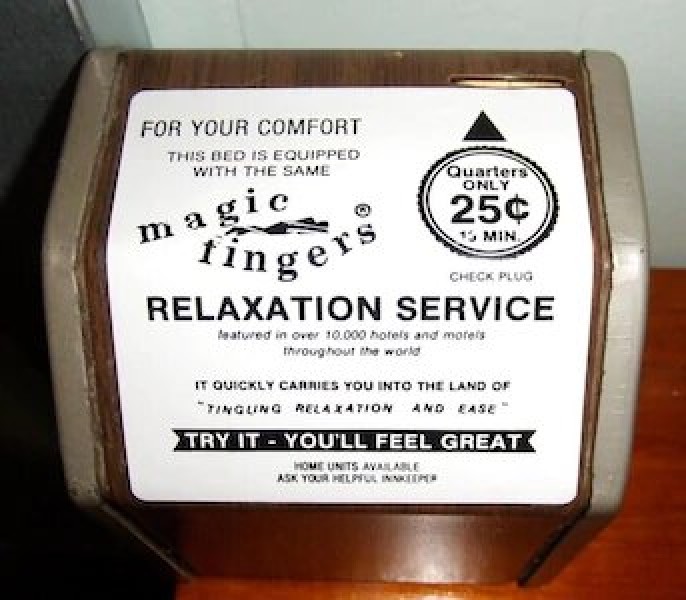 FOR YOUR COMFORT
THIS BED IS EQUIPPED
WITH THE SAME
magic
fingers®
Quarters
ONLY
25¢
15 MIN.
CHECK PLUG
RELAXATION SERVICE
featured in over 10,000 hotels and motels
throughout the world
IT QUICKLY CARRIES YOU INTO THE LAND OF
"TINGLING RELAXATION AND EASE"
TRY IT - YOU'LL FEEL GREAT
HOME UNITS AVAILABLE
ASK YOUR HELPFUL INNKEEPER